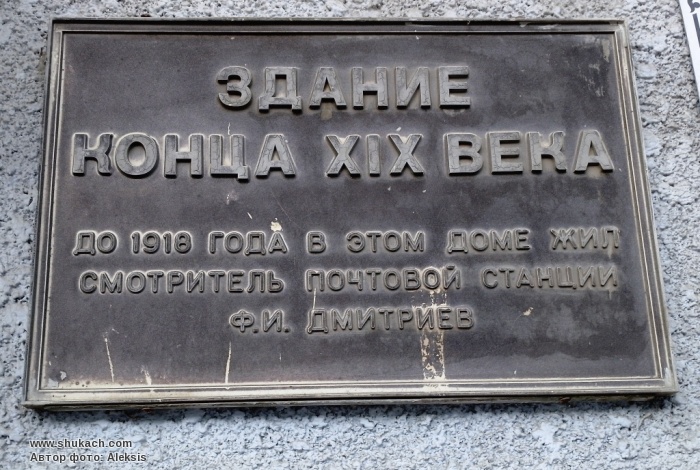 ЗДАНИЕ
КОНЦА XIX ВЕКА
ДО 1918 ГОДА В ЭТОМ ДОМЕ ЖИЛ
СМОТРИТЕЛЬ ПОЧТОВОЙ СТАНЦИИ
Ф.И. ДМИТРИЕВ
www.shukach.com
Автор фото: Aleksis